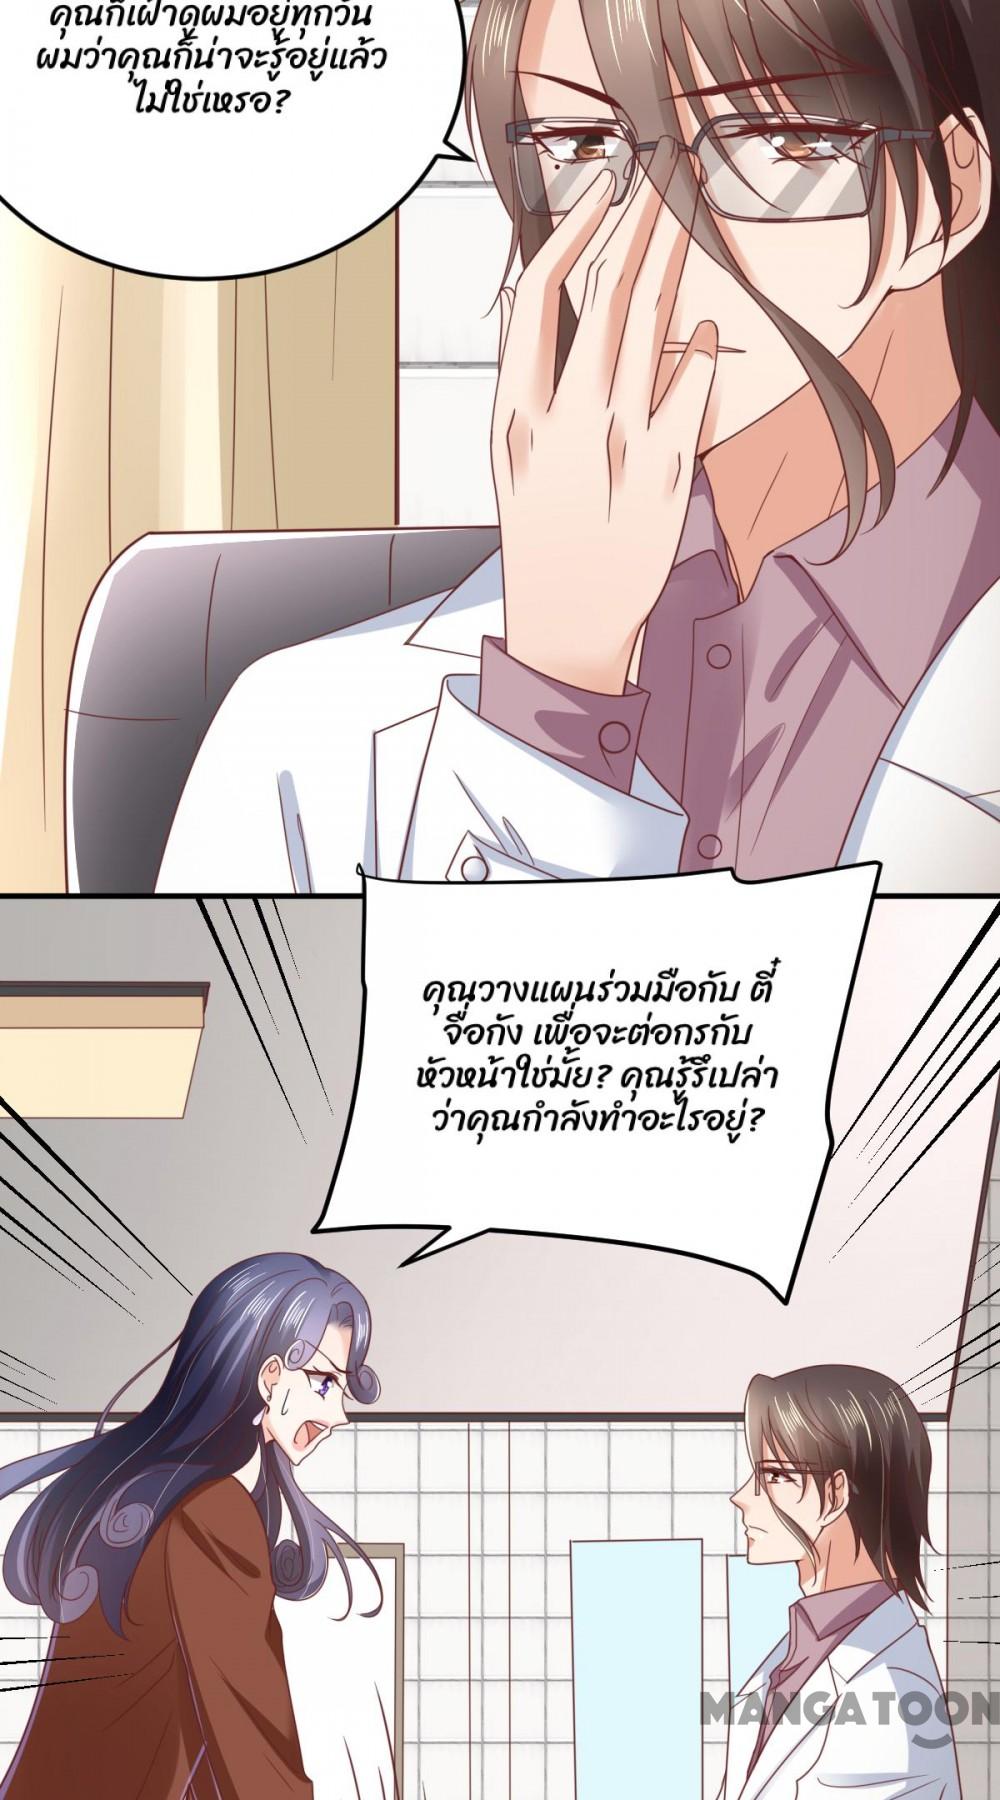 คุณก็เฝ้าดูผมอยู่ทุกวัน
ผมว่าคุณก็น่าจะรู้อยู่แล้ว
ไม่ใช่เหรอ?
คุณวางแผนร่วมมือกับ ตี๋
จื่อกัง เพื่อจะต่อกรกับ
หัวหน้าใช่มั้ย? คุณรู้รึเปล่า
ว่าคุณกำลังทำอะไรอยู่?
MANGATOON